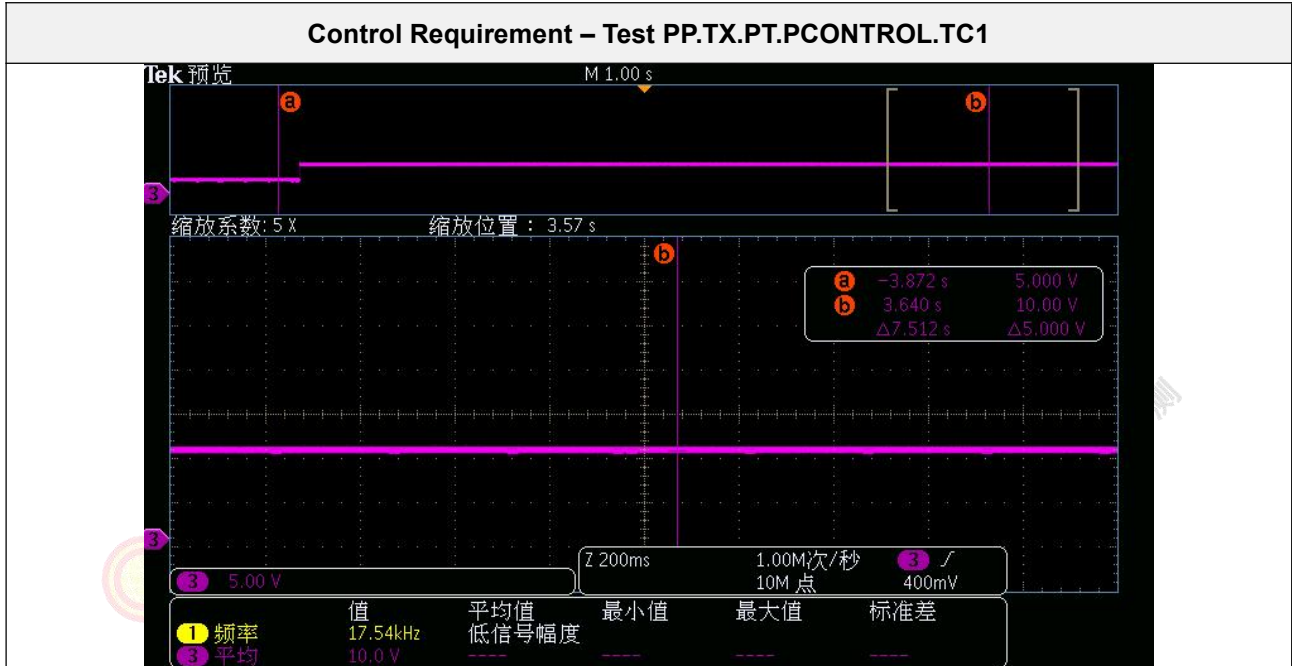 Control Requirement – Test PP.TX.PT.PCONTROL.TC1
Tek 预览 M 1.00 s
a b
3
缩放系数: 5 X 缩放位置： 3.57 s
b
a -3.872 s 5.000 V
b 3.640 s 10.00 V
△7.512 s △5.000 V
测
3
Z 200ms 1.00M次/秒 3
3 5.00 V 10M 点 400mV
值 平均值 最小值 最大值 标准差
1 频率 17.54kHz 低信号幅度
3 平均 10.0 V ---- ---- ---- ----